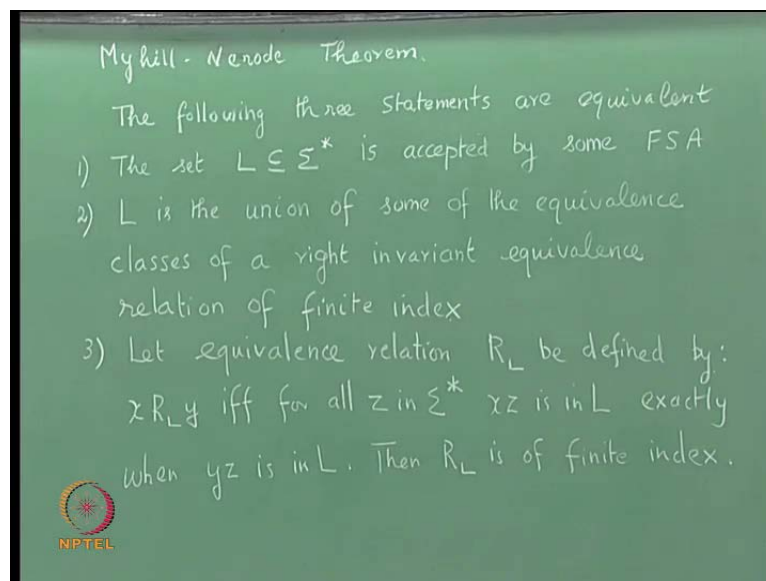 Myhill - Nerode Theorem.
The following three statements are equivalent
1) The set L ⊆ Σ* is accepted by some FSA
2) L is the union of some of the equivalence
classes of a right invariant equivalence
relation of finite index
3) Let equivalence relation R_L be defined by:
x R_L y iff for all z in Σ* xz is in L exactly
when yz is in L. Then R_L is of finite index.
NPTEL